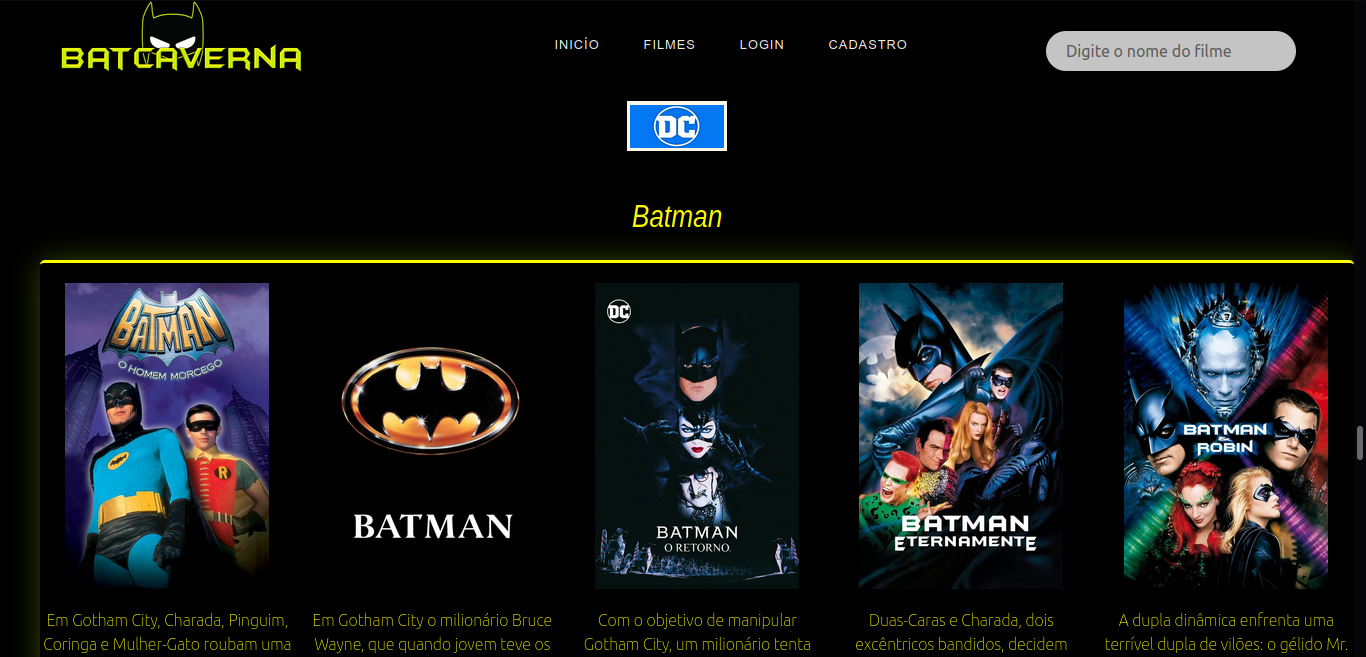 BATCAVERNA
INICÍO
FILMES
LOGIN
CADASTRO
Digite o nome do filme
DC
Batman
BATMAN
O HOMEM MORCEGO
R
BATMAN
DC
BATMAN
O RETORNO.
BATMAN
ETERNAMENTE
BATMAN
&
ROBIN
Em Gotham City, Charada, Pinguim,
Coringa e Mulher-Gato roubam uma
Em Gotham City o milionário Bruce
Wayne, que quando jovem teve os
Com o objetivo de manipular
Gotham City, um milionário tenta
Duas-Caras e Charada, dois
excêntricos bandidos, decidem
A dupla dinâmica enfrenta uma
terrível dupla de vilões: o gélido Mr.